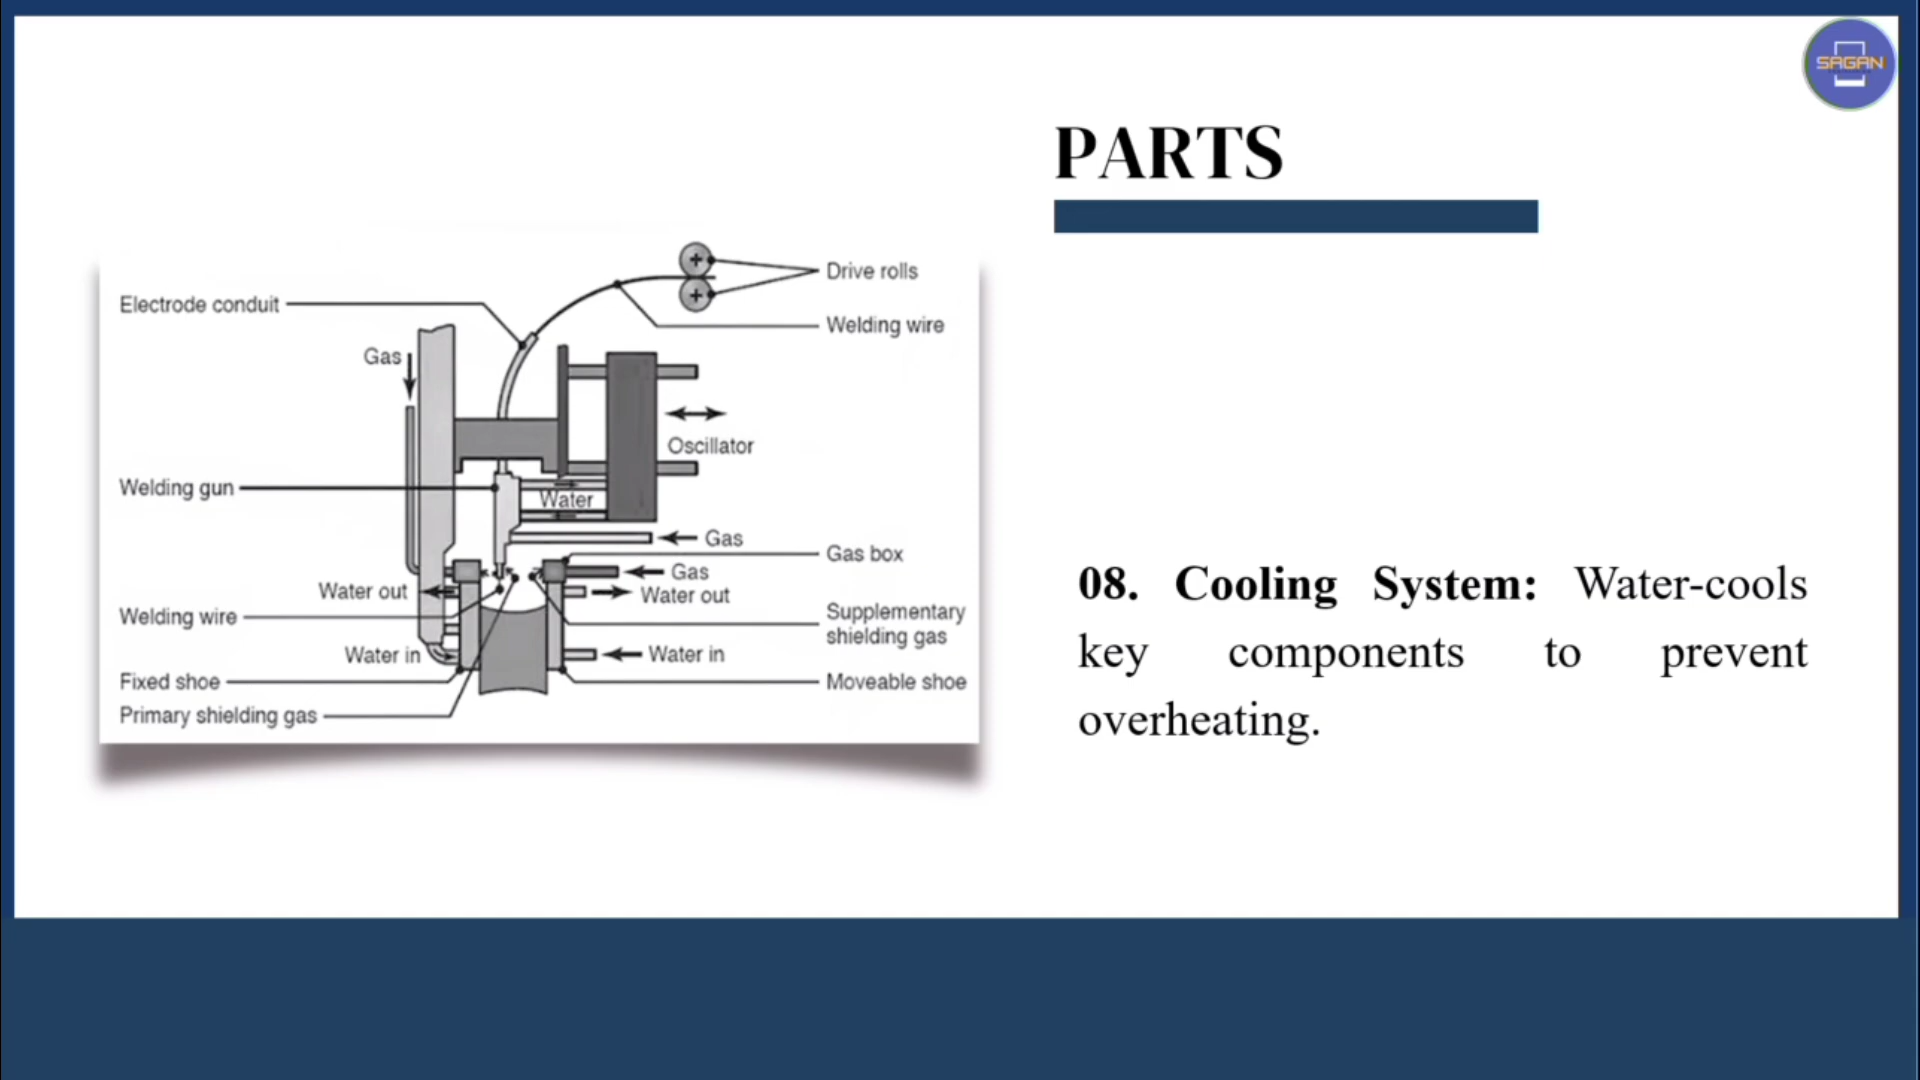 SAGAN
PARTS
Drive rolls
Electrode conduit
Welding wire
Gas
Oscillator
Welding gun
Water
Gas
Gas box
Gas
Water out
Water out
Supplementary
shielding gas
Welding wire
Water in
Water in
Fixed shoe
Moveable shoe
Primary shielding gas
08. Cooling System: Water-cools
key components to prevent
overheating.